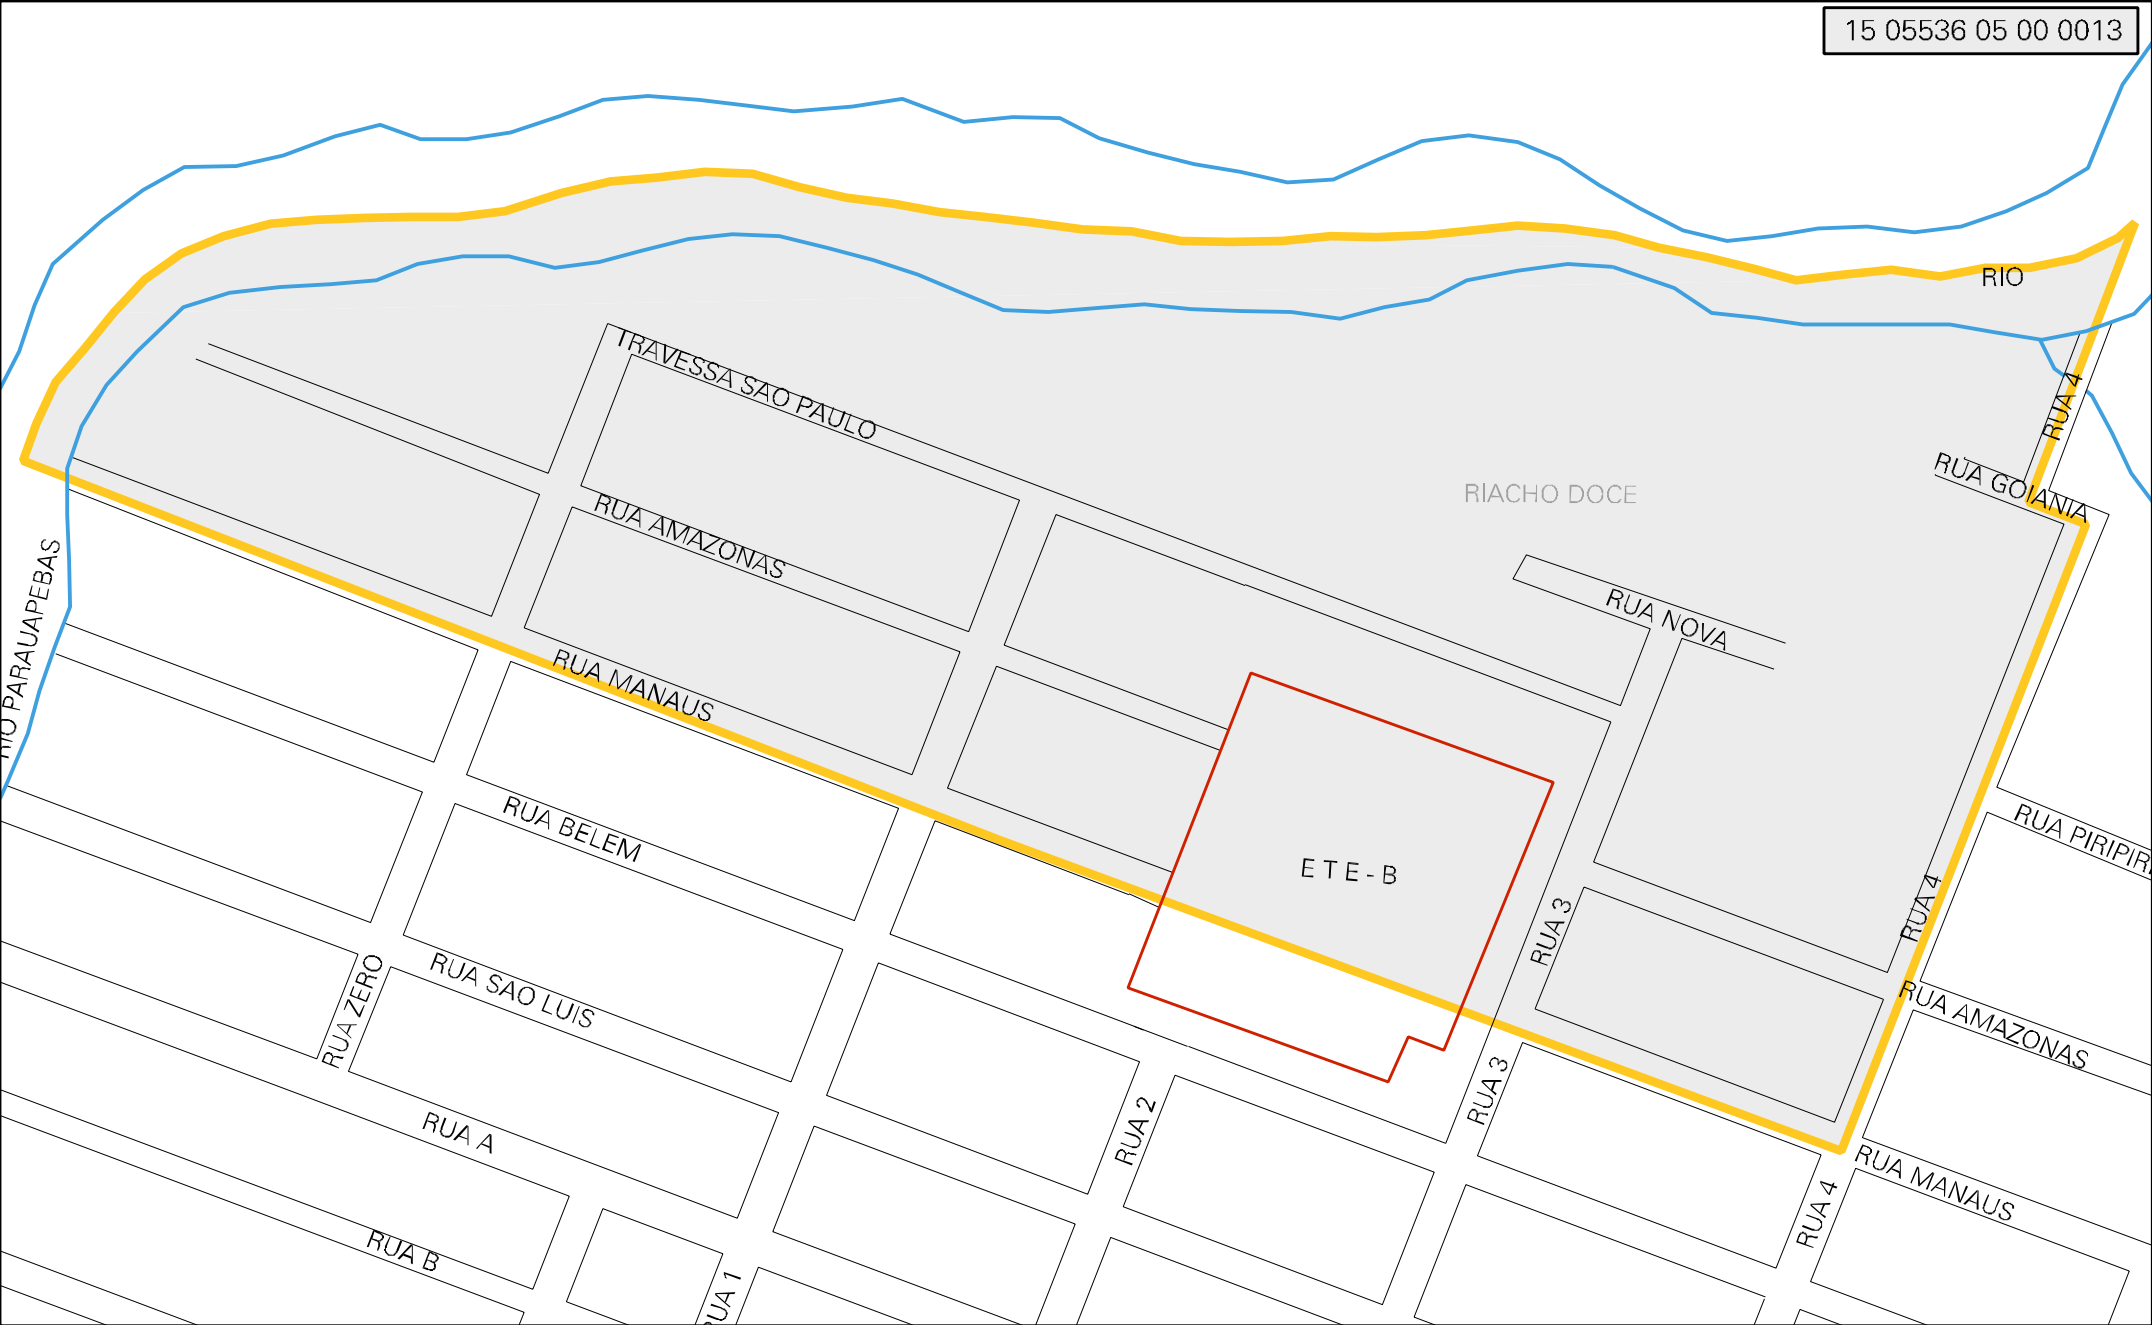 15 05536 05 00 0013
RIO
TRAVESSA SAO PAULO
RUA 4
RUA GOIANIA
RIACHO DOCE
RUA AMAZONAS
RIO PARAUAPEBAS
RUA NOVA
RUA MANAUS
RUA BELEM
RUA PIRIPIRI
ETE-B
RUA 4
RUA 3
RUA ZERO
RUA SAO LUIS
RUA AMAZONAS
RUA 3
RUA 2
RUA A
RUA MANAUS
RUA 4
RUA B
RUA 1